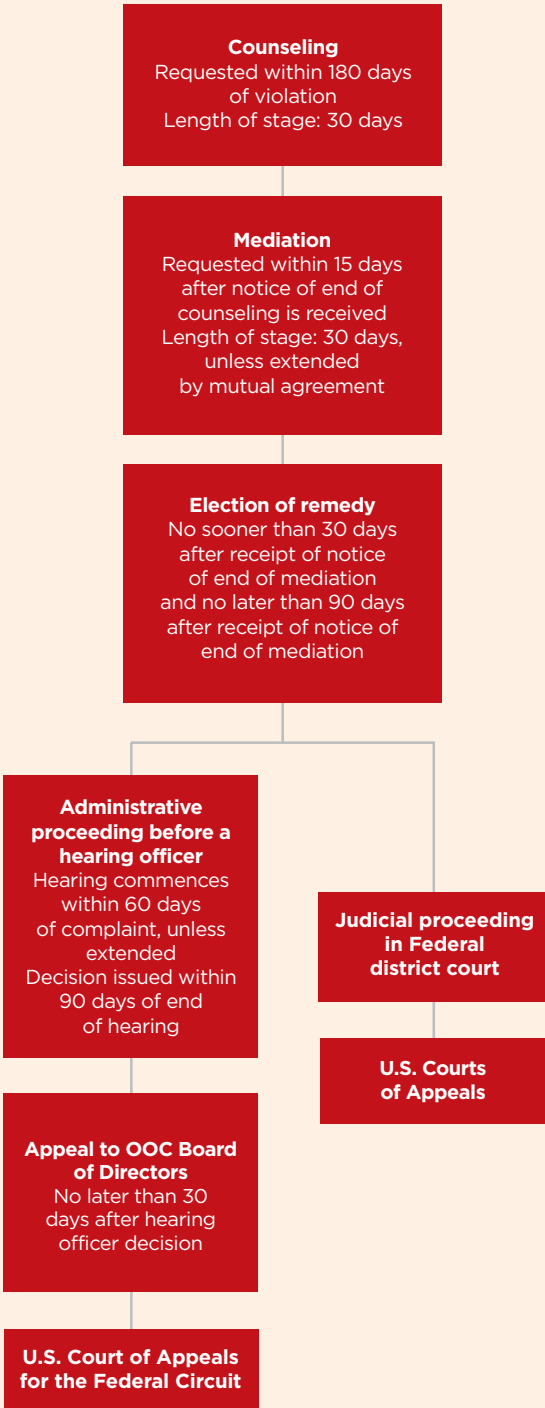 Counseling
Requested within 180 days
of violation
Length of stage: 30 days
Mediation
Requested within 15 days
after notice of end of
counseling is received
Length of stage: 30 days,
unless extended
by mutual agreement
Election of remedy
No sooner than 30 days
after receipt of notice
of end of mediation
and no later than 90 days
after receipt of notice of
end of mediation
Administrative
proceeding before a
hearing officer
Hearing commences
within 60 days
of complaint, unless
extended
Decision issued within
90 days of end
of hearing
Appeal to OOC Board
of Directors
No later than 30
days after hearing
officer decision
U.S. Court of Appeals
for the Federal Circuit
Judicial proceeding
in Federal
district court
U.S. Courts
of Appeals